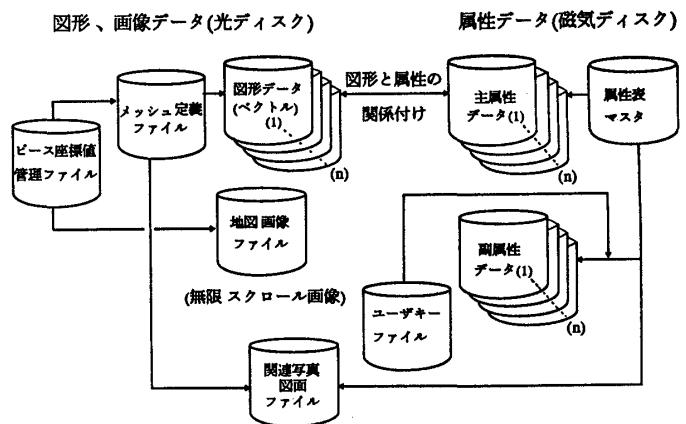 図形、画像データ(光ディスク)
属性データ(磁気ディスク)
ピース座標値
管理ファイル
メッシュ定義
ファイル
図形データ
(ベクトル)
(1)
(n)
図形と属性の
関係付け
主属性
データ(1)
(n)
属性表
マスタ
地図画像
ファイル
(無限スクロール画像)
副属性
データ(1)
(n)
ユーザキー
ファイル
関連写真
図面
ファイル